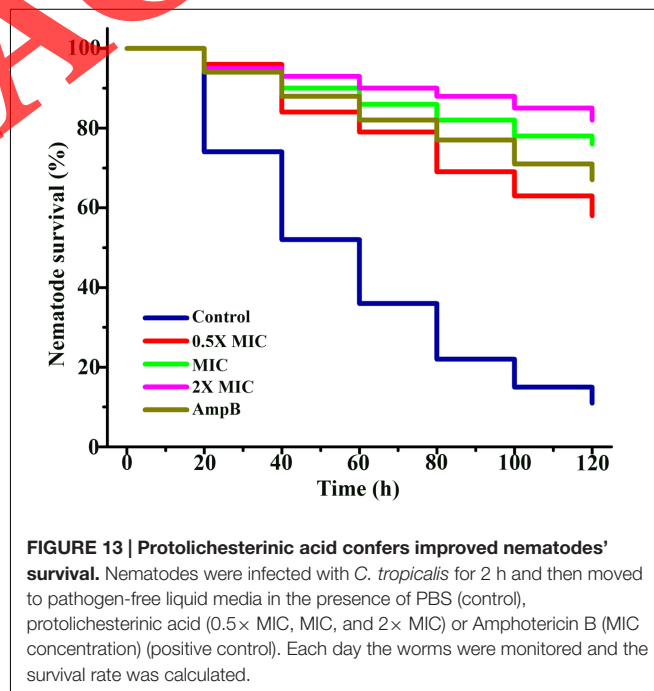 100
80
60
40
20
0
Nematode survival (%)
Control
0.5X MIC
MIC
2X MIC
AmpB
0 20 40 60 80 100 120
Time (h)
FIGURE 13 | Protolichesterinic acid confers improved nematodes'
survival. Nematodes were infected with C. tropicalis for 2 h and then moved
to pathogen-free liquid media in the presence of PBS (control),
protolichesterinic acid (0.5× MIC, MIC, and 2× MIC) or Amphotericin B (MIC
concentration) (positive control). Each day the worms were monitored and the
survival rate was calculated.